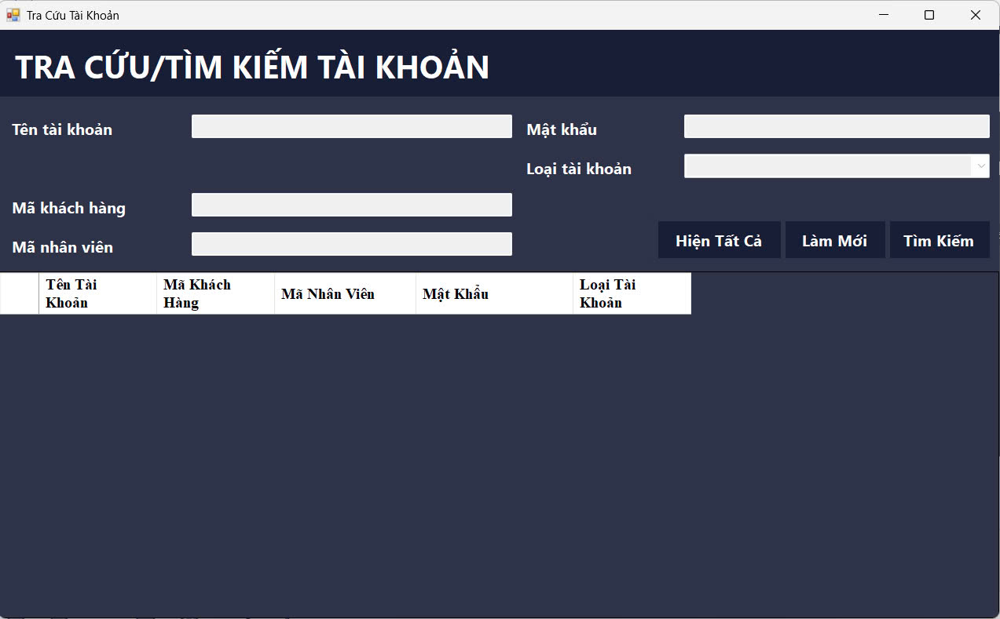 Tra Cứu Tài Khoản
TRA CỨU/TÌM KIẾM TÀI KHOẢN
Tên tài khoản
Mật khẩu
Loại tài khoản
Mã khách hàng
Mã nhân viên
Hiện Tất Cả
Làm Mới
Tìm Kiếm
Tên Tài
Khoản
Mã Khách
Hàng
Mã Nhân Viên
Mật Khẩu
Loại Tài
Khoản